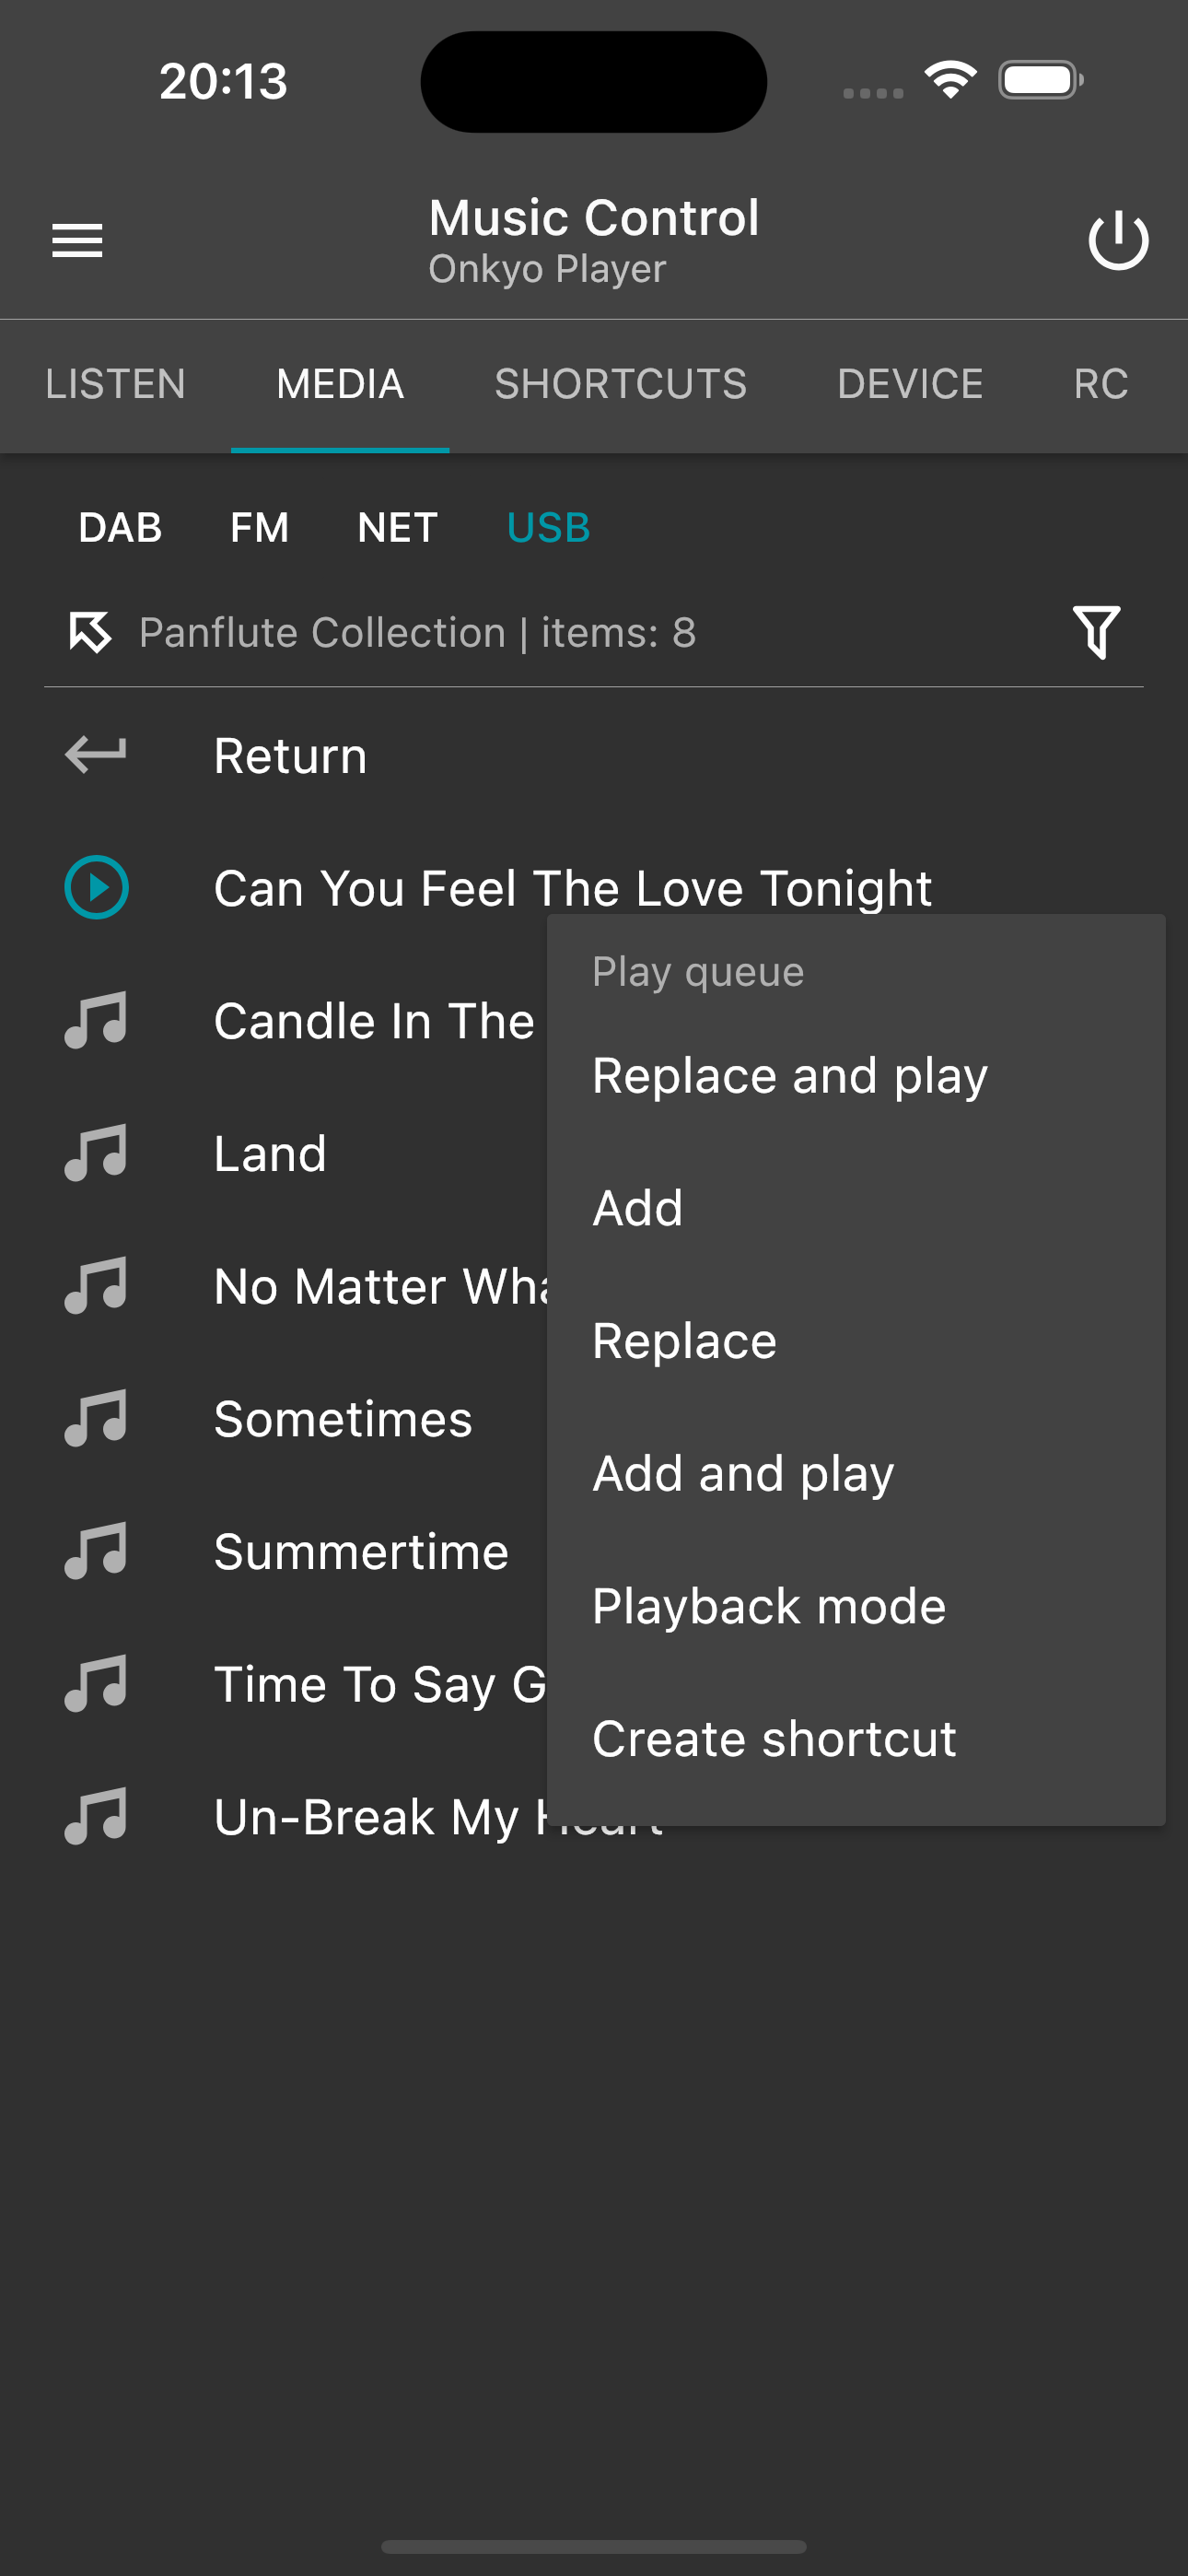 20:13
Music Control
Onkyo Player
LISTEN MEDIA SHORTCUTS DEVICE RC
DAB FM NET USB
Panflute Collection | items: 8
Return
Can You Feel The Love Tonight
Play queue
Candle In The
Replace and play
Land
Add
No Matter
Replace
Sometimes
Add and play
Summertime
Playback mode
Time To Say
Create shortcut
Un-Break My Heart